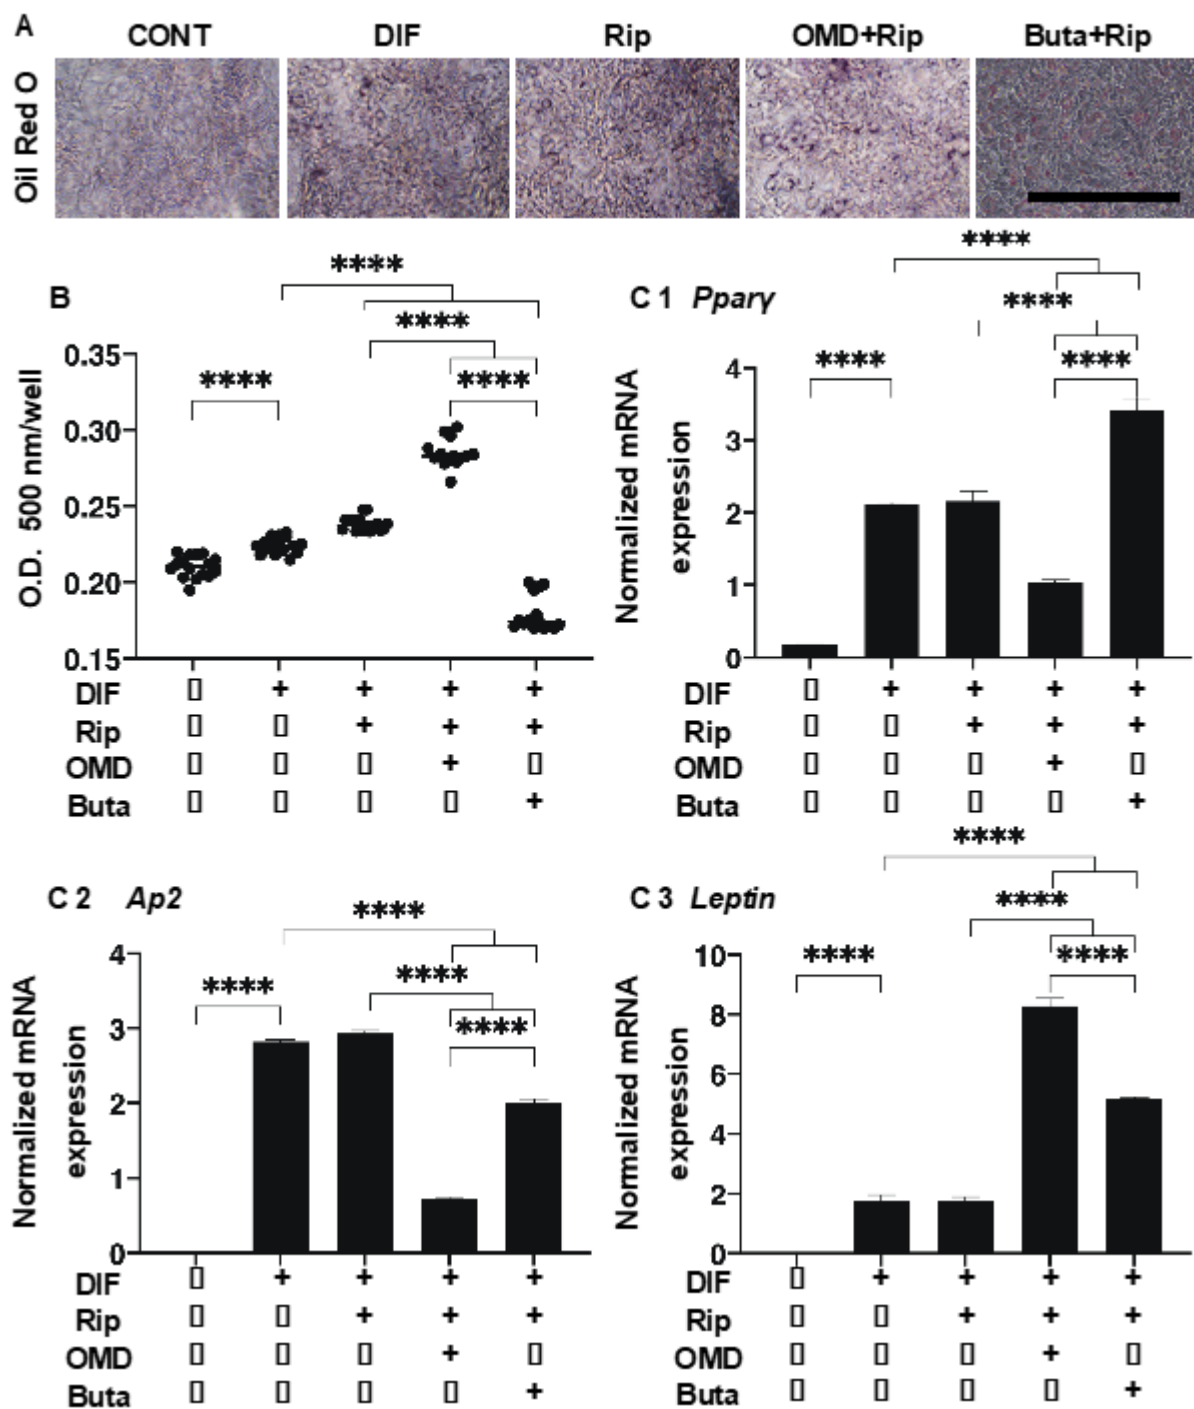 A
CONT DIF Rip OMD+Rip Buta+Rip
Oil Red O
B
**** **** **** ****
O.D. 500 nm/well
0.35
0.30
0.25
0.20
0.15
DIF ▯ + + + +
Rip ▯ ▯ + + +
OMD ▯ ▯ ▯ + ▯
Buta ▯ ▯ ▯ ▯ +
C1 Pparγ
**** **** **** ****
Normalized mRNA
expression
4
3
2
1
0
DIF ▯ + + + +
Rip ▯ ▯ + + +
OMD ▯ ▯ ▯ + ▯
Buta ▯ ▯ ▯ ▯ +
C2 Ap2
**** **** **** ****
Normalized mRNA
expression
4
3
2
1
0
DIF ▯ + + + +
Rip ▯ ▯ + + +
OMD ▯ ▯ ▯ + ▯
Buta ▯ ▯ ▯ ▯ +
C3 Leptin
**** **** **** ****
Normalized mRNA
expression
10
8
6
4
2
0
DIF ▯ + + + +
Rip ▯ ▯ + + +
OMD ▯ ▯ ▯ + ▯
Buta ▯ ▯ ▯ ▯ +